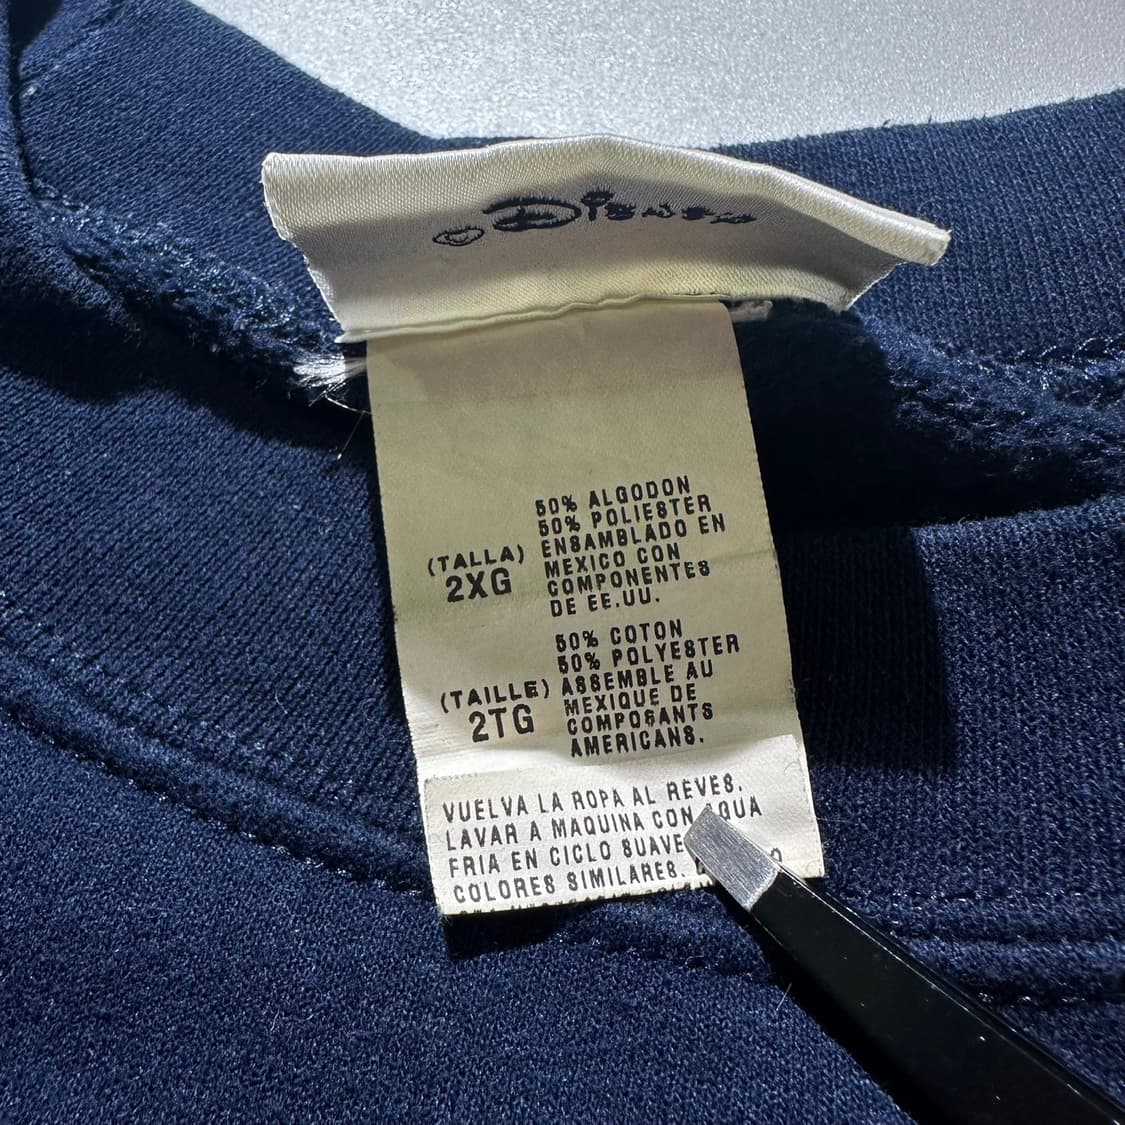 © Disney
50% ALGODON
50% POLIESTER
ENSAMBLADO EN
MEXICO CON
COMPONENTES
DE EE.UU.
(TALLA)
2XG
50% COTON
50% POLYESTER
ASSEMBLE AU
MEXIQUE DE
COMPOSANTS
AMERICANS.
(TAILLE)
2TG
VUELVA LA ROPA AL REVES.
LAVAR A MAQUINA CON
FRIA EN CICLO SUAVE
COLORES SIMILARES.